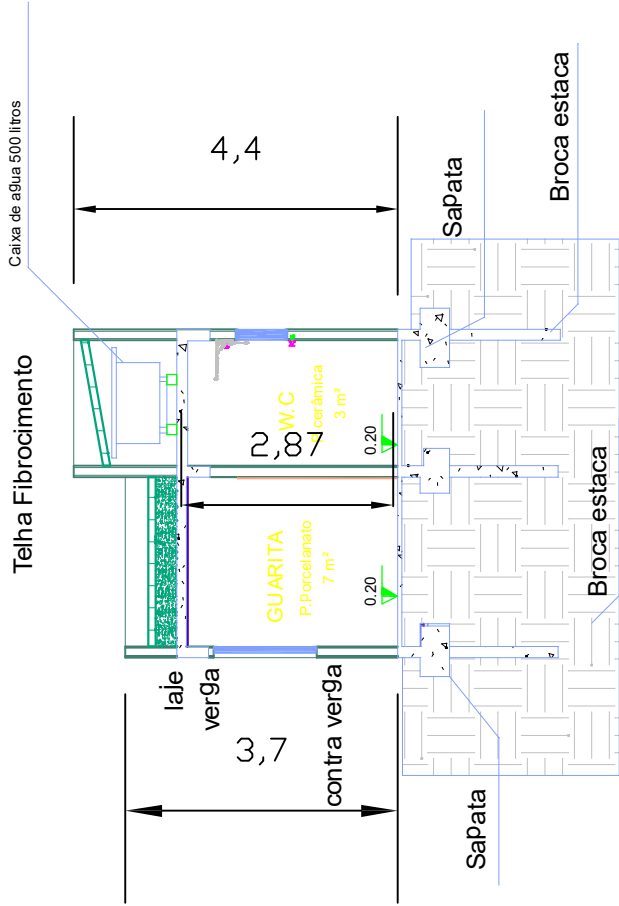 Caixa de água 500 litros
Telha Fibrocimento
4,4
Sapata
Broca estaca
W.C
P.cerâmica
3 m²
2,87
0.20
GUARITA
P.Porcelanato
7 m²
0.20
laje
verga
3,7
contra verga
Broca estaca
Sapata